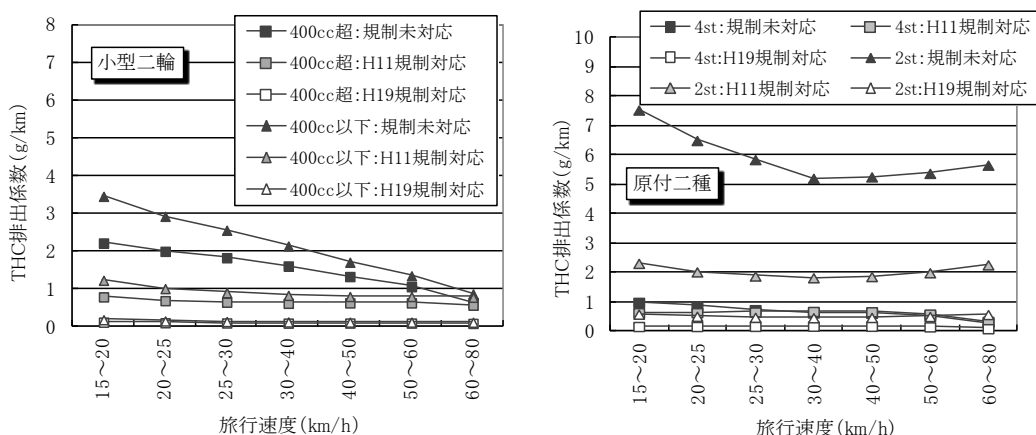 8
7
6
5
4
3
2
1
0
THC排出係数(g/km)
小型二輪
400cc超:規制未対応
400cc超:H11規制対応
400cc超:H19規制対応
400cc以下:規制未対応
400cc以下:H11規制対応
400cc以下:H19規制対応
15～20
20～25
25～30
30～40
40～50
50～60
60～80
旅行速度(km/h)
4st:規制未対応
4st:H11規制対応
4st:H19規制対応
2st:規制未対応
2st:H11規制対応
2st:H19規制対応
10
9
8
7
6
5
4
3
2
1
0
THC排出係数(g/km)
原付二種
15～20
20～25
25～30
30～40
40～50
50～60
60～80
旅行速度(km/h)